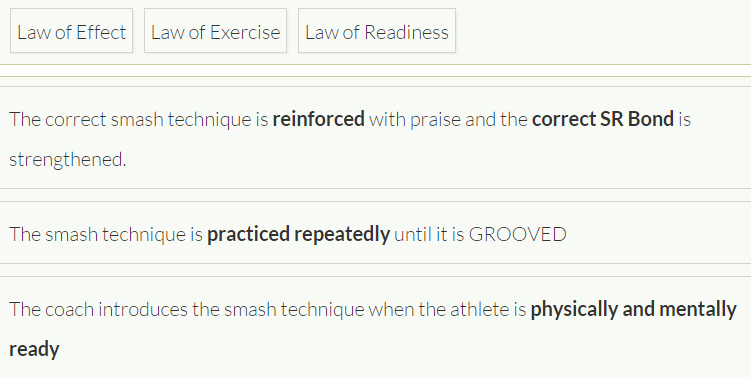 Law of Effect Law of Exercise Law of Readiness
The correct smash technique is reinforced with praise and the correct SR Bond is
strengthened.
The smash technique is practiced repeatedly until it is GROOVED
The coach introduces the smash technique when the athlete is physically and mentally
ready